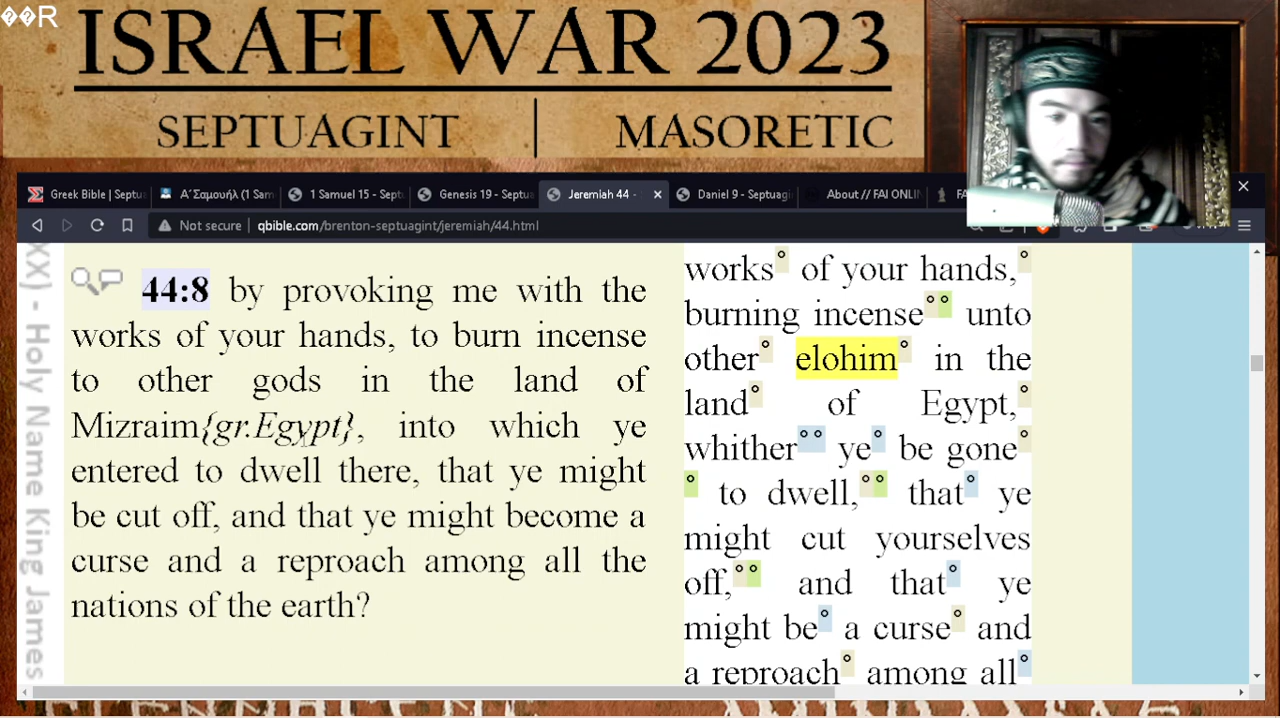 R
ISRAEL WAR 2023
SEPTUAGINT | MASORETIC
Greek Bible | Septu
Α΄Σαμουήλ (1 Sam
1 Samuel 15 - Sept
Genesis 19 - Septua
Jeremiah 44 -
Daniel 9 - Septuagi
About // FAI ONLIN
FA
Not secure | qbible.com/brenton-septuagint/jeremiah/44.html
XX) - Holy Name King James
44:8 by provoking me with the
works of your hands, to burn incense
to other gods in the land of
Mizraim{gr.Egypt}, into which ye
entered to dwell there, that ye might
be cut off, and that ye might become a
curse and a reproach among all the
nations of the earth?
works° of your hands,°
burning incense°° unto
other° elohim° in the
land° of Egypt,°
whither°° ye° be gone°
° to dwell,°° that° ye
might cut yourselves
off,°° and that° ye
might be° a curse° and
a reproach° among all°